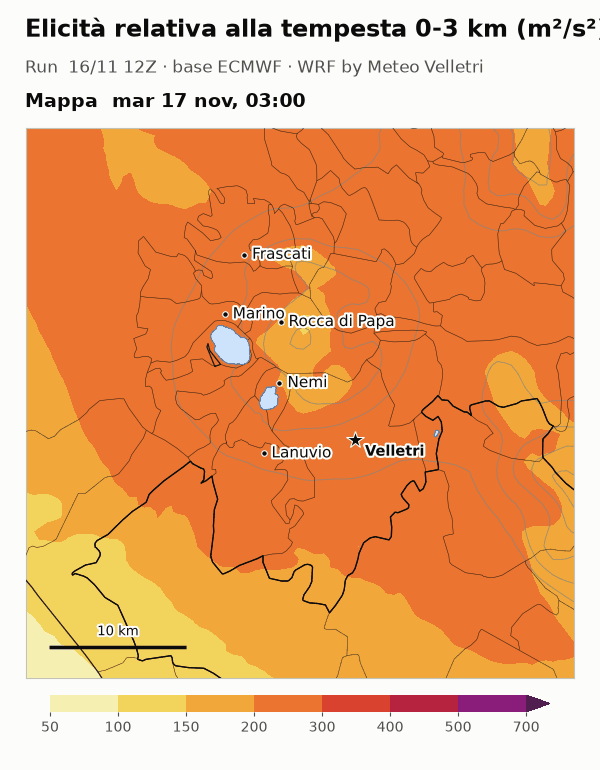 Elicità relativa alla tempesta 0-3 km (m²/s²)
Run 16/11 12Z · base ECMWF · WRF by Meteo Velletri
Mappa mar 17 nov, 03:00
Frascati
Marino
Rocca di Papa
Nemi
Velletri
Lanuvio
10 km
50 100 150 200 300 400 500 700